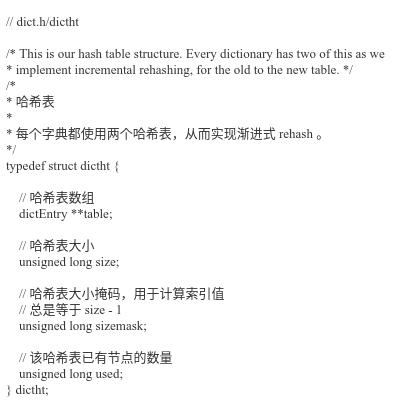 // dict.h/dictht
/* This is our hash table structure. Every dictionary has two of this as we
* implement incremental rehashing, for the old to the new table. */
/*
* 哈希表
*
* 每个字典都使用两个哈希表，从而实现渐进式 rehash 。
*/
typedef struct dictht {
// 哈希表数组
dictEntry **table;
// 哈希表大小
unsigned long size;
// 哈希表大小掩码，用于计算索引值
// 总是等于 size - 1
unsigned long sizemask;
// 该哈希表已有节点的数量
unsigned long used;
} dictht;